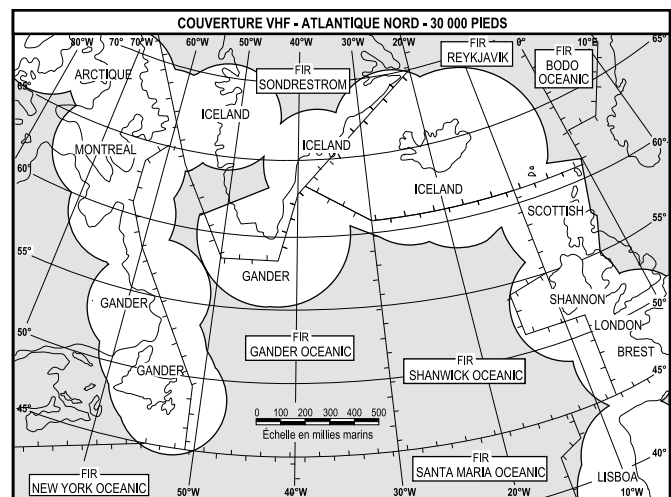 COUVERTURE VHF - ATLANTIQUE NORD - 30 000 PIEDS
80°W 70°W 60°W 50°W 40°W 30°W 20°W 0° 10°E
FIR
REYKJAVIK
FIR
BODO
OCEANIC
FIR
SONDRESTROM
ARCTIQUE
65°
65°
ICELAND
MONTREAL
ICELAND
60°
60°
ICELAND
SCOTTISH
55°
55°
GANDER
SHANNON
50°
GANDER
LONDON
50°
FIR
GANDER OCEANIC
BREST
GANDER
FIR
SHANWICK OCEANIC
45°
45°
0 100 200 300 400 500
Échelle en millies marins
40°
FIR
NEW YORK OCEANIC
FIR
SANTA MARIA OCEANIC
LISBOA
50°W 40°W 30°W 20°W 10°W